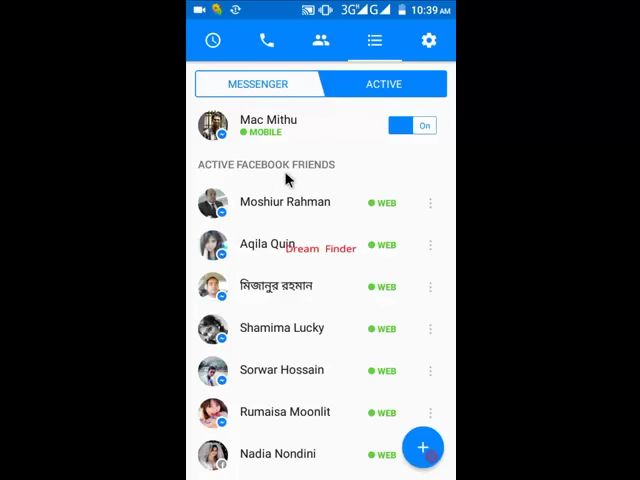 3G H G 10:39 AM
MESSENGER ACTIVE
Mac Mithu
MOBILE
On
ACTIVE FACEBOOK FRIENDS
Moshiur Rahman WEB
Aqila Quin WEB
Dream Finder
মিজানুর রহমান WEB
Shamima Lucky WEB
Sorwar Hossain WEB
Rumaisa Moonlit WEB
Nadia Nondini WEB